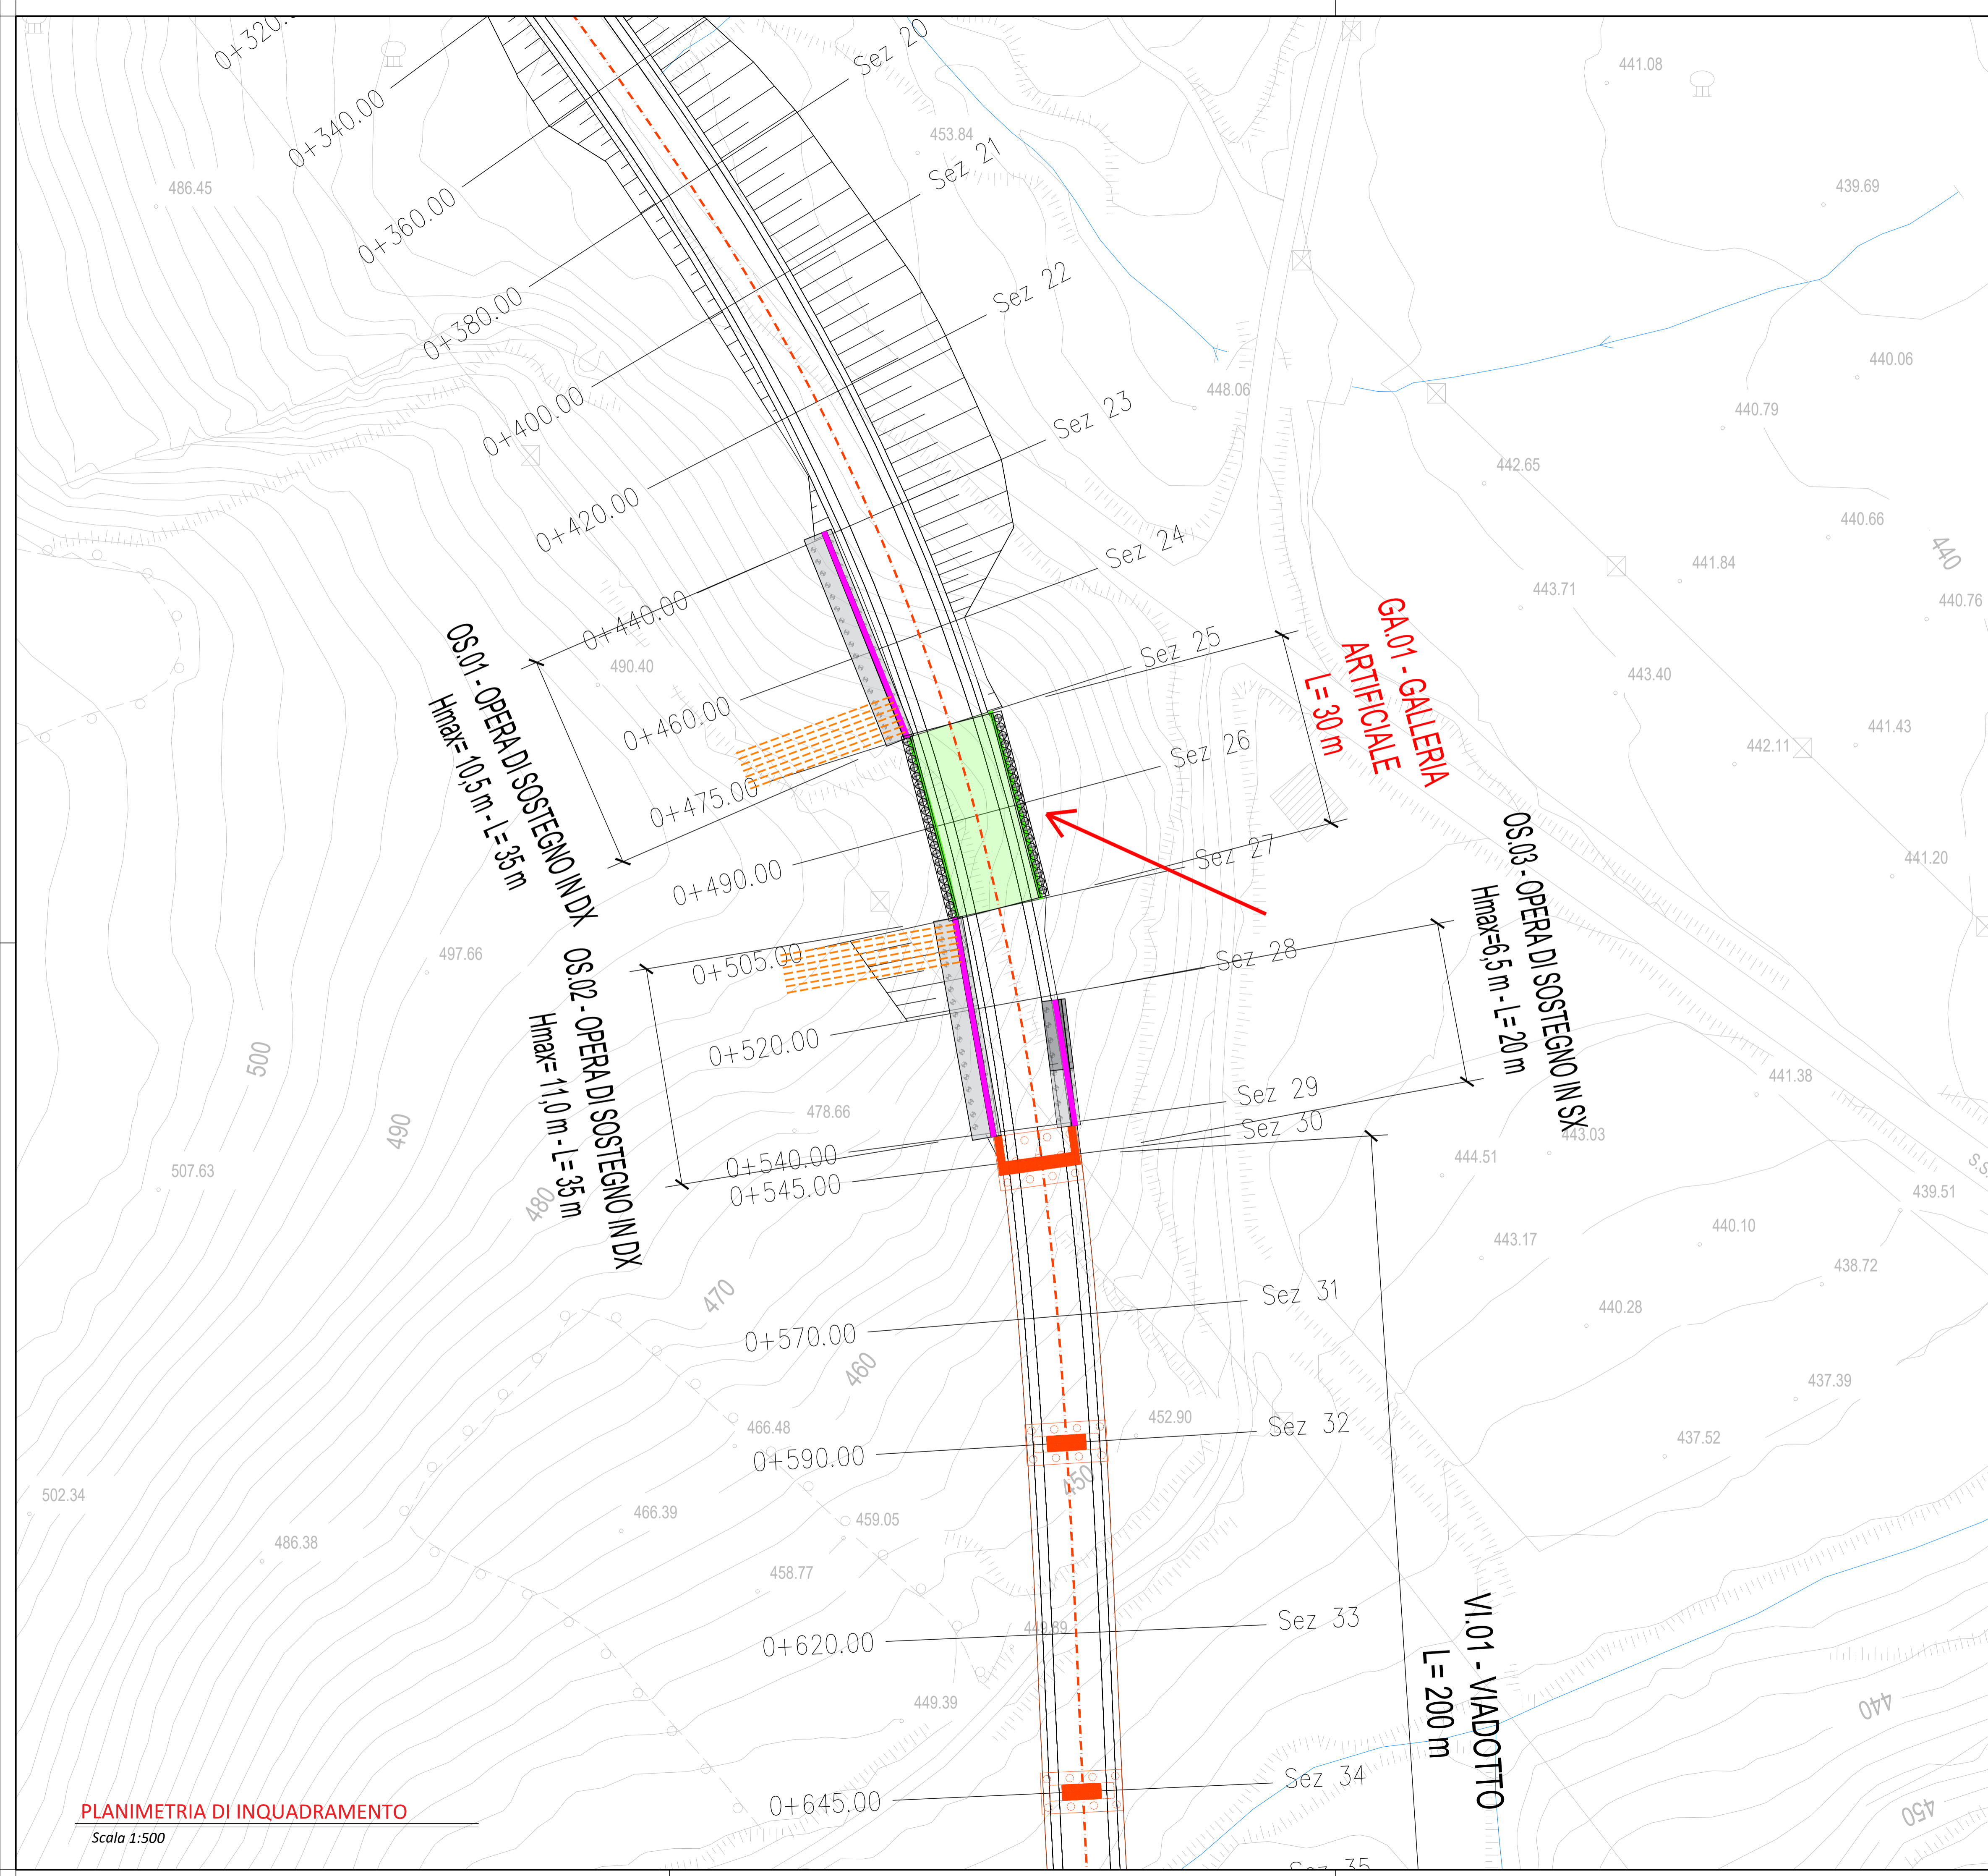 0+320.
0+340.00
0+360.00
0+380.00
0+400.00
0+420.00
0+440.00
0+460.00
0+475.00
0+490.00
0+505.00
0+520.00
0+540.00
0+545.00
0+570.00
0+590.00
0+620.00
0+645.00
Sez 20
Sez 21
Sez 22
Sez 23
Sez 24
Sez 25
Sez 26
Sez 27
Sez 28
Sez 29
Sez 30
Sez 31
Sez 32
Sez 33
Sez 34
Sez 35
OS.01 - OPERA DI SOSTEGNO IN DX
Hmax= 10,5 m - L= 35 m
OS.02 - OPERA DI SOSTEGNO IN DX
Hmax= 11,0 m - L= 35 m
GA.01 - GALLERIA
ARTIFICIALE
L= 30 m
OS.03 - OPERA DI SOSTEGNO IN SX
Hmax=6,5 m - L= 20 m
VI.01 - VIADOTTO
L= 200 m
486.45
453.84
441.08
439.69
440.06
448.06
440.79
442.65
440.66
441.84
443.71
440.76
440
490.40
443.40
441.43
442.11
441.20
497.66
500
490
480
470
460
450
478.66
507.63
441.38
443.03
444.51
S.S
439.51
440.10
443.17
438.72
440.28
437.39
437.52
452.90
466.48
502.34
466.39
459.05
486.38
458.77
449.89
449.39
440
450
PLANIMETRIA DI INQUADRAMENTO
Scala 1:500